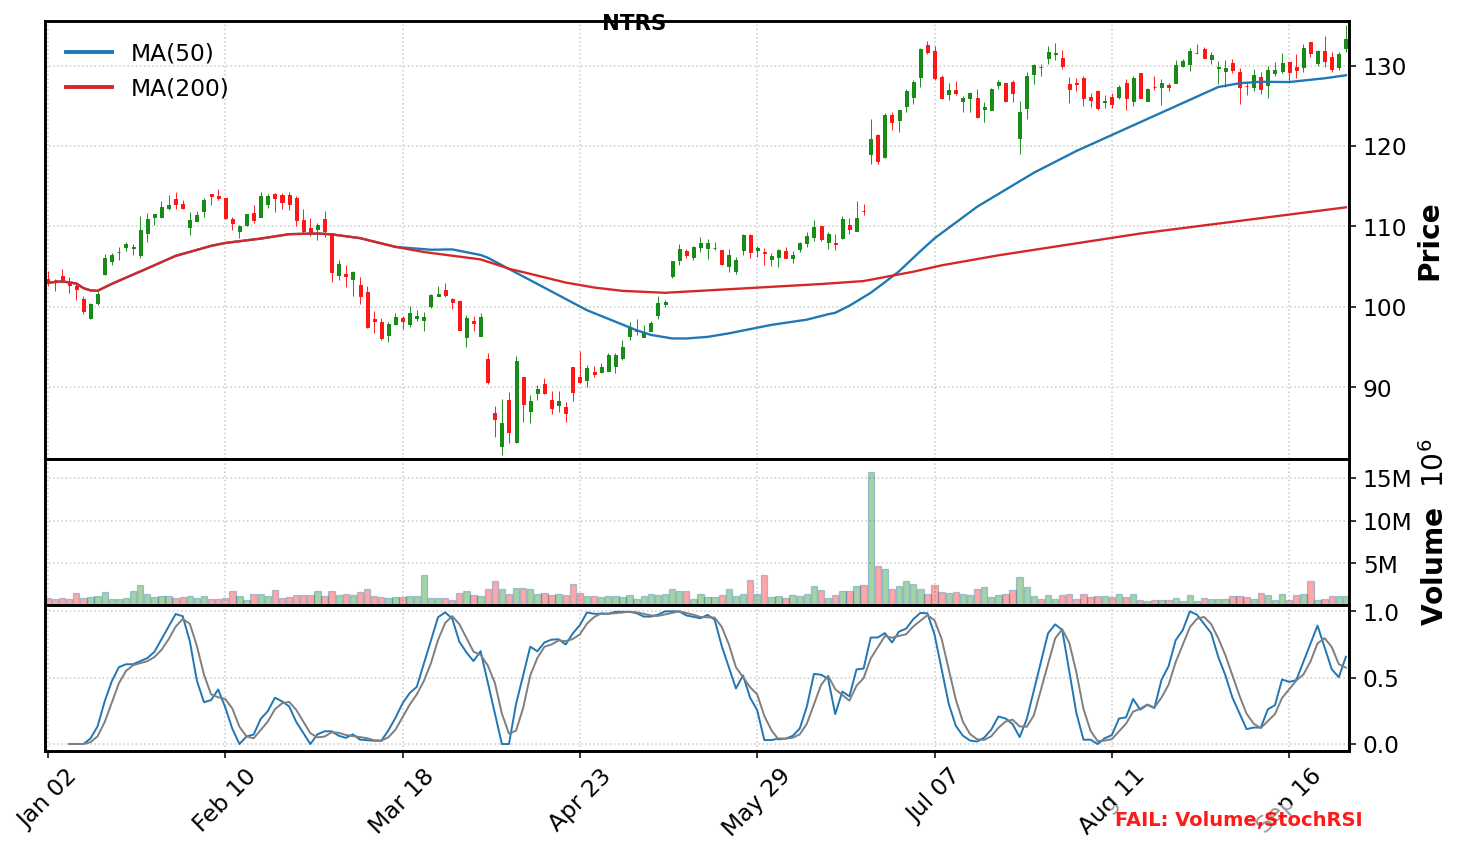 NTRS
MA(50)
MA(200)
130
120
110
100
90
Price
15M
10M
5M
Volume 10^6
1.0
0.5
0.0
Jan 02
Feb 10
Mar 18
Apr 23
May 29
Jul 07
Aug 11
Sep 16
FAIL: Volume,StochRSI